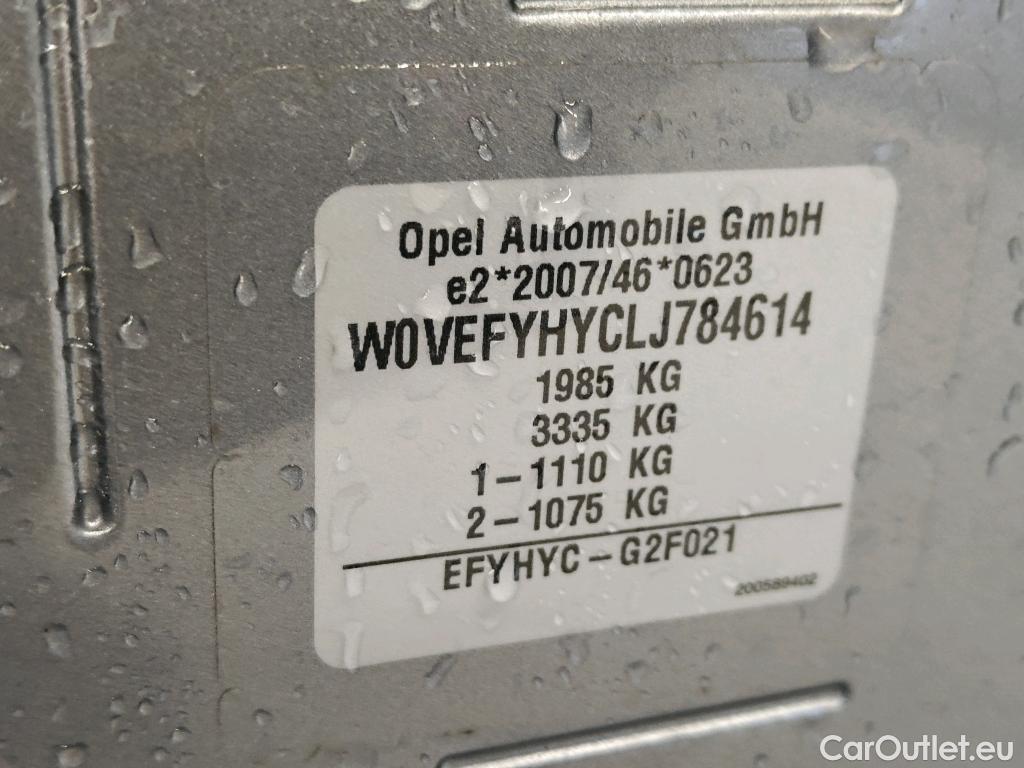 Opel Automobile GmbH
e2*2007/46*0623
W0VEFYHYCLJ784614
1985 KG
3335 KG
1-1110 KG
2-1075 KG
EFYHYC-G2F021
200589402
CarOutlet.eu